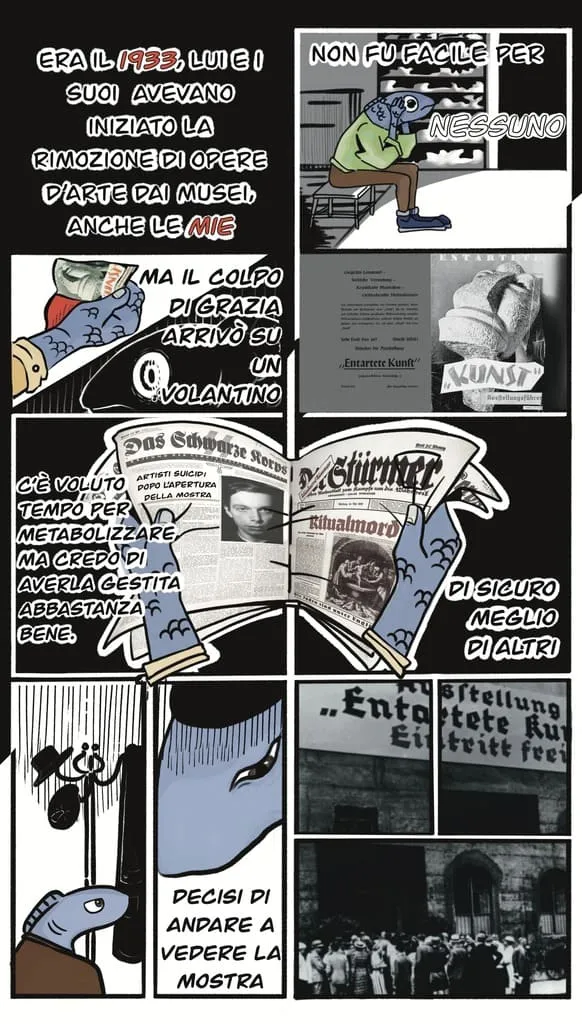 ERA IL 1933, LUI E I
SUOI AVEVANO
INIZIATO LA
RIMOZIONE DI OPERE
D'ARTE DAI MUSEI,
ANCHE LE MIE
NON FU FACILE PER
NESSUNO
MA IL COLPO
DI GRAZIA
ARRIVÒ SU
UN
VOLANTINO
„Entartete Kunst"
ENTARTETE
„KUNST"
Ausstellungsführer
Das Schwarze Korps
ARTISTI SUICIDI
DOPO L'APERTURA
DELLA MOSTRA
Der Stürmer
Ritualmord
C'È VOLUTO
TEMPO PER
METABOLIZZARE,
MA CREDO DI
AVERLA GESTITA
ABBASTANZA
BENE.
DI SICURO
MEGLIO
DI ALTRI
DECISI DI
ANDARE A
VEDERE LA
MOSTRA
Ausstellung
„Entartete Kun
Eintritt frei